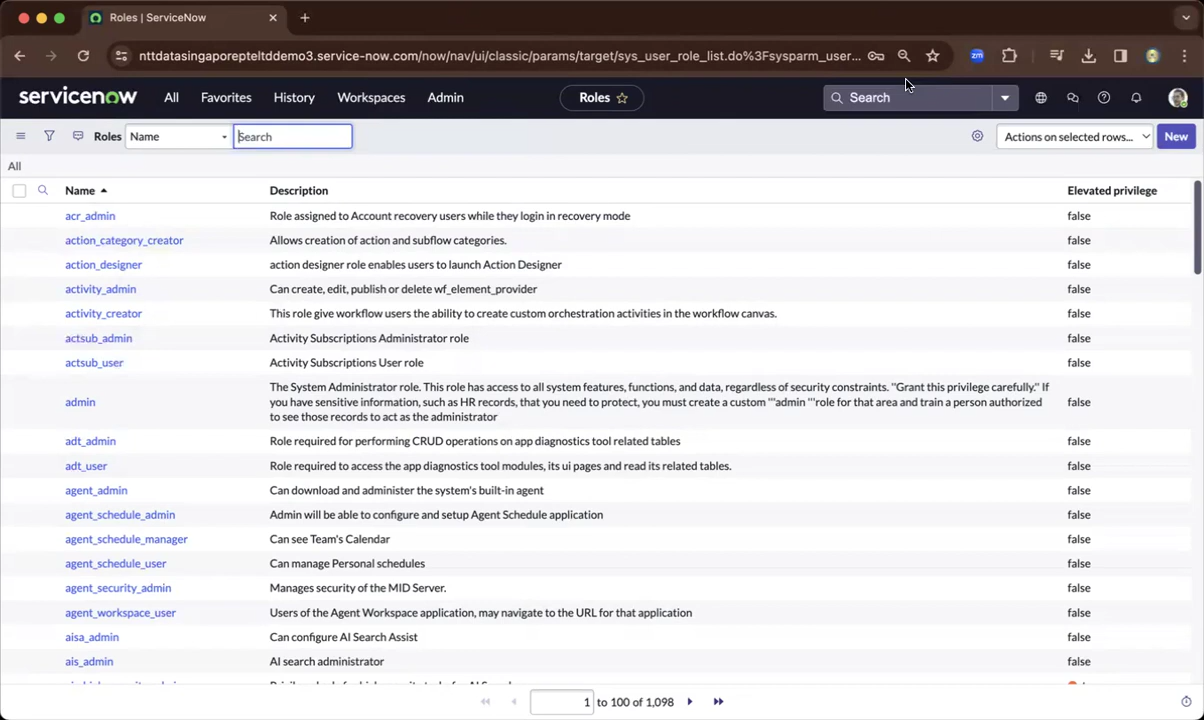 Roles | ServiceNow
nttdatasingaporepteltddemo3.service-now.com/now/nav/ui/classic/params/target/sys_user_role_list.do%3Fsysparm_user...
zm
servicenow All Favorites History Workspaces Admin Roles Search
Roles Name Search Actions on selected rows... New
All
Name Description Elevated privilege
acr_admin Role assigned to Account recovery users while they login in recovery mode false
action_category_creator Allows creation of action and subflow categories. false
action_designer action designer role enables users to launch Action Designer false
activity_admin Can create, edit, publish or delete wf_element_provider false
activity_creator This role give workflow users the ability to create custom orchestration activities in the workflow canvas. false
actsub_admin Activity Subscriptions Administrator role false
actsub_user Activity Subscriptions User role false
The System Administrator role. This role has access to all system features, functions, and data, regardless of security constraints. "Grant this privilege carefully." If
admin you have sensitive information, such as HR records, that you need to protect, you must create a custom '"admin '"role for that area and train a person authorized false
to see those records to act as the administrator
adt_admin Role required for performing CRUD operations on app diagnostics tool related tables false
adt_user Role required to access the app diagnostics tool modules, its ui pages and read its related tables. false
agent_admin Can download and administer the system's built-in agent false
agent_schedule_admin Admin will be able to configure and setup Agent Schedule application false
agent_schedule_manager Can see Team's Calendar false
agent_schedule_user Can manage Personal schedules false
agent_security_admin Manages security of the MID Server. false
agent_workspace_user Users of the Agent Workspace application, may navigate to the URL for that application false
aisa_admin Can configure AI Search Assist false
ais_admin AI search administrator false
1 to 100 of 1,098